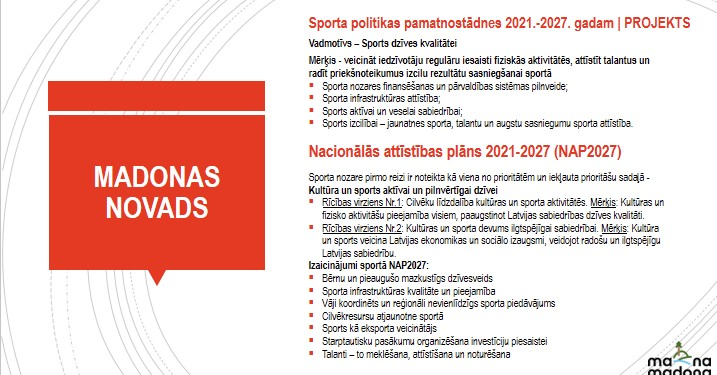 MADONAS
NOVADS
Sporta politikas pamatnostādnes 2021.-2027. gadam | PROJEKTS
Vadmotīvs – Sports dzīves kvalitātei
Mērķis - veicināt iedzīvotāju regulāru iesaisti fiziskās aktivitātēs, attīstīt talantus un
radīt priekšnoteikumus izcilu rezultātu sasniegšanai sportā
Sporta nozares finansēšanas un pārvaldības sistēmas pilnveide;
Sporta infrastruktūras attīstība;
Sports aktīvai un veselai sabiedrībai;
Sports izcilībai – jaunatnes sporta, talantu un augstu sasniegumu sporta attīstība.
Nacionālās attīstības plāns 2021-2027 (NAP2027)
Sporta nozare pirmo reizi ir noteikta kā viena no prioritātēm un iekļauta prioritāšu sadaļā -
Kultūra un sports aktīvai un pilnvērtīgai dzīvei
Rīcības virziens Nr.1: Cilvēku līdzdalība kultūras un sporta aktivitātēs. Mērķis: Kultūras un
fizisko aktivitāšu pieejamība visiem, paaugstinot Latvijas sabiedrības dzīves kvalitāti.
Rīcības virziens Nr.2: Kultūras un sporta devums ilgtspējīgai sabiedrībai. Mērķis: Kultūra
un sports veicina Latvijas ekonomikas un sociālo izaugsmi, veidojot radošu un ilgtspējīgu
Latvijas sabiedrību.
Izaicinājumi sportā NAP2027:
Bērnu un pieaugušo mazkustīgs dzīvesveids
Sporta infrastruktūras kvalitāte un pieejamība
Vāji koordinēts un reģionāli nevienlīdzīgs sporta piedāvājums
Cilvēkresursu atjaunotne sportā
Sports kā eksporta veicinātājs
Starptautisku pasākumu organizēšana investīciju piesaistei
Talanti – to meklēšana, attīstīšana un noturēšana
madona
madona